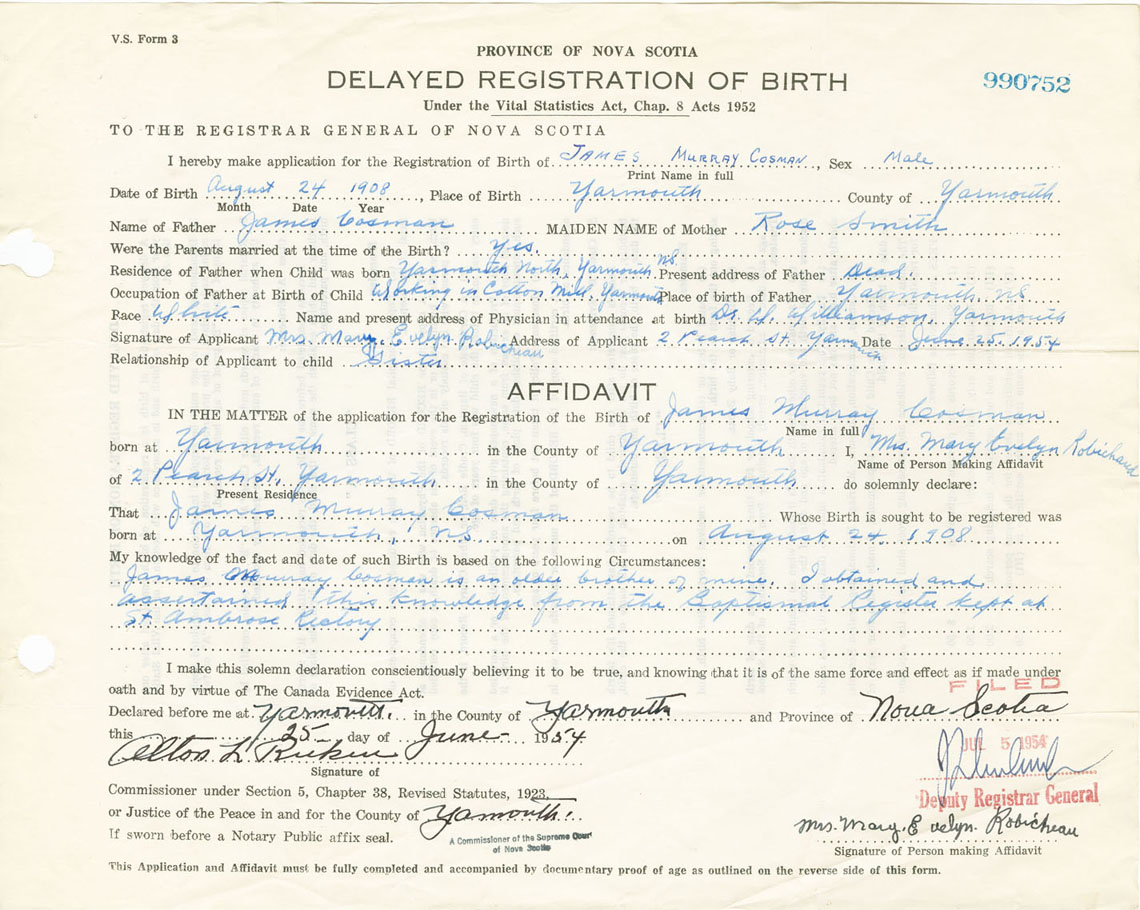 V.S. Form 3
PROVINCE OF NOVA SCOTIA
DELAYED REGISTRATION OF BIRTH
990752
Under the Vital Statistics Act, Chap. 8 Acts 1952
TO THE REGISTRAR GENERAL OF NOVA SCOTIA
I hereby make application for the Registration of Birth of JAMES MURRAY COSMAN, Sex Male
Print Name in full
Date of Birth August 24 1908, Place of Birth Yarmouth County of Yarmouth
Month Date Year
Name of Father James Cosman MAIDEN NAME of Mother Rose Smith
Were the Parents married at the time of the Birth? Yes.
Residence of Father when Child was born Yarmouth North, Yarmouth NS Present address of Father Dead.
Occupation of Father at Birth of Child Working in Cotton Mill, Yarmouth Place of birth of Father Yarmouth NS
Race White Name and present address of Physician in attendance at birth Dr. W. Williamson, Yarmouth
Signature of Applicant Mrs. Mary. Evelyn. Robicheau Address of Applicant 2 Pearch St. Yarmouth Date June. 25. 1954
Relationship of Applicant to child Sister
AFFIDAVIT
IN THE MATTER of the application for the Registration of the Birth of James Murray Cosman
Name in full
born at Yarmouth in the County of Yarmouth I, Mrs. Mary Evelyn Robichaud
Name of Person Making Affidavit
of 2 Pearch St, Yarmouth in the County of Yarmouth do solemnly declare:
Present Residence
That James Murray Cosman Whose Birth is sought to be registered was
born at Yarmouth, NS. on August 24 1908
My knowledge of the fact and date of such Birth is based on the following Circumstances:
James Murray Cosman is an older brother of mine. I obtained and
assertained this knowledge from the Baptismal Register kept at
St Ambrose Rectory
I make this solemn declaration conscientiously believing it to be true, and knowing that it is of the same force and effect as if made under
oath and by virtue of The Canada Evidence Act.
FILED
Declared before me at Yarmouth in the County of Yarmouth and Province of Nova Scotia
this 25 day of June 1954
JUL 5 1954
Signature of
Deputy Registrar General
Commissioner under Section 5, Chapter 38, Revised Statutes, 1923.
or Justice of the Peace in and for the County of Yarmouth.
Mrs. Mary. Evelyn. Robicheau
If sworn before a Notary Public affix seal.
A Commissioner of the Supreme Court
of Nova Scotia
Signature of Person making Affidavit
This Application and Affidavit must be fully completed and accompanied by documentary proof of age as outlined on the reverse side of this form.